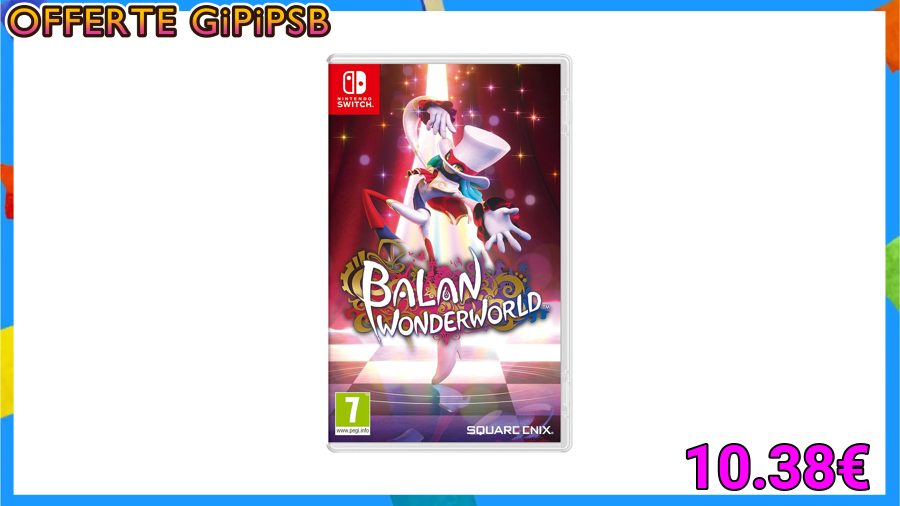 OFFERTE GiPiPSB
NINTENDO
SWITCH
BALAN
WONDERWORLD
7
www.pegi.info
SQUARE ENIX
10.38€